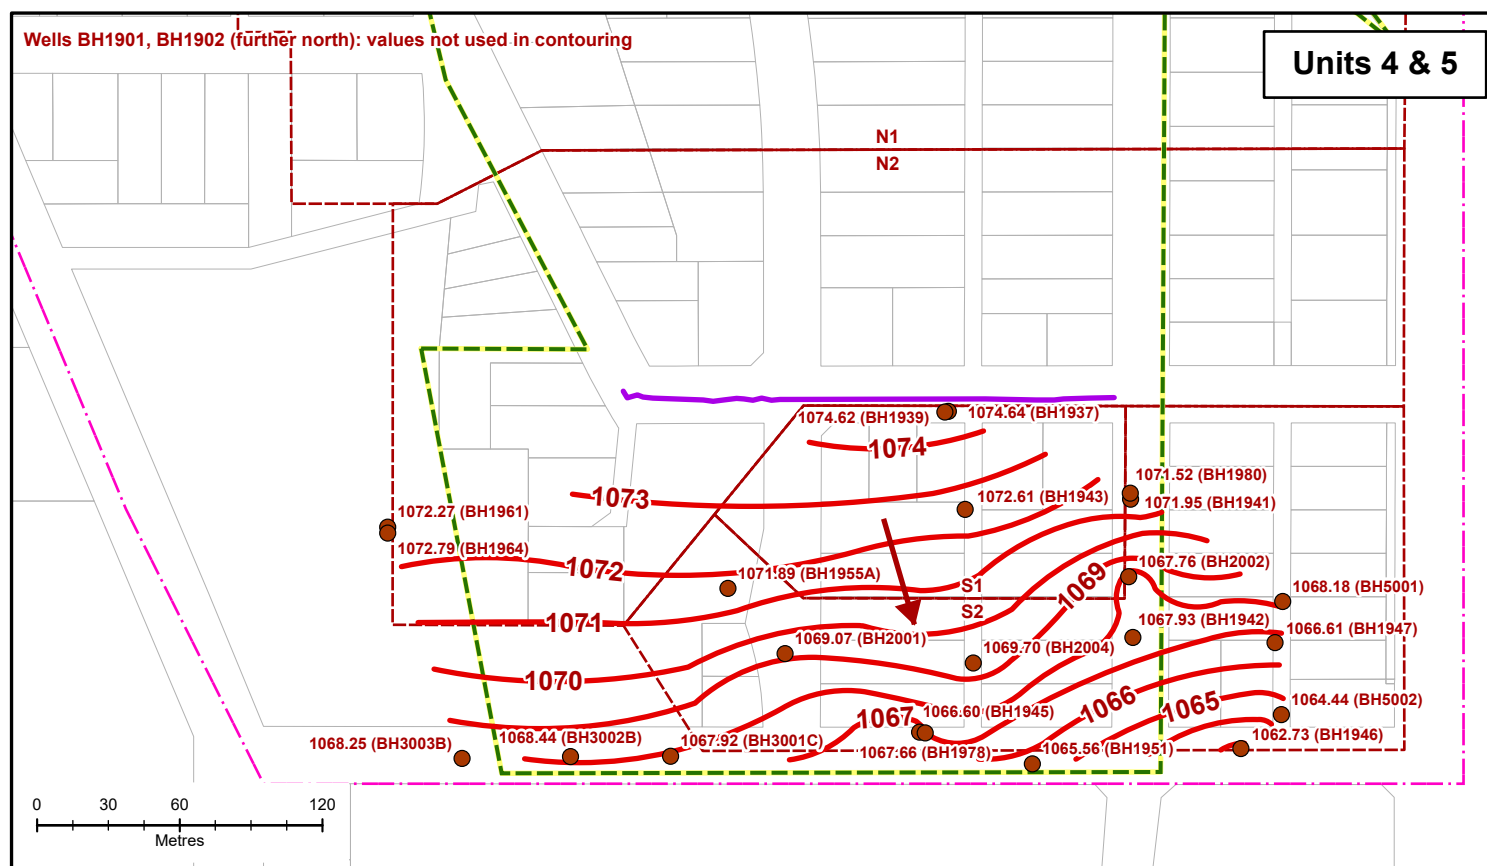 Wells BH1901, BH1902 (further north): values not used in contouring
Units 4 & 5
N1
N2
1074.62 (BH1939)
1074.64 (BH1937)
1074
1073
1071.52 (BH1980)
1071.95 (BH1941)
1072.61 (BH1943)
1072.27 (BH1961)
1072.79 (BH1964)
1072
1071.89 (BH1955A)
1067.76 (BH2002)
1069
S1
S2
1068.18 (BH5001)
1071
1067.93 (BH1942)
1066.61 (BH1947)
1069.07 (BH2001)
1069.70 (BH2004)
1070
1064.44 (BH5002)
1066
1065
1067
1066.60 (BH1945)
1062.73 (BH1946)
1068.25 (BH3003B)
1068.44 (BH3002B)
1067.92 (BH3001C)
1067.66 (BH1978)
1065.56 (BH1951)
0 30 60 120
Metres